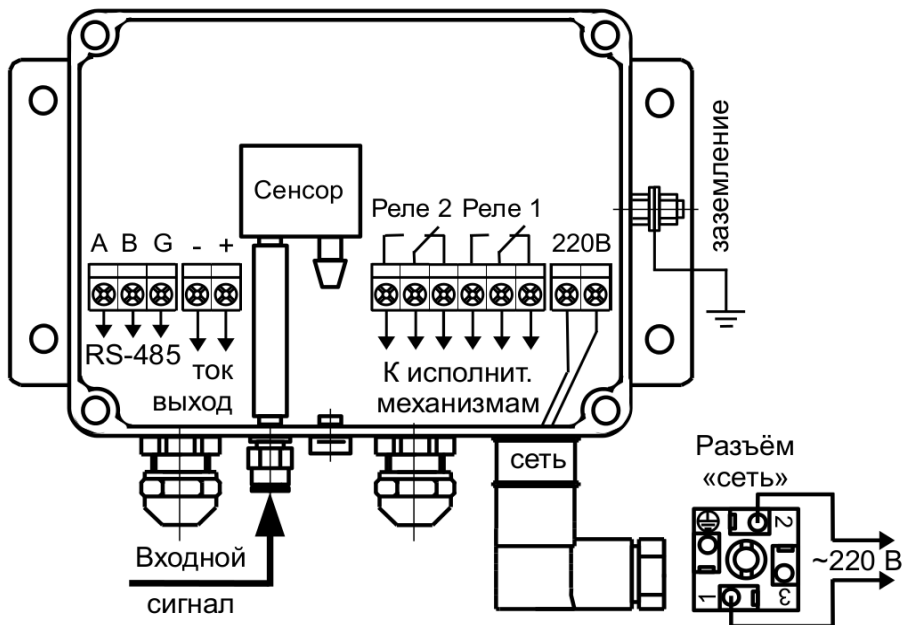 Сенсор
Реле 2 Реле 1
A B G - +
220В
заземление
RS-485
ток
выход
К исполнит.
механизмам
сеть
Входной
сигнал
Разъём
«сеть»
2
1
3
~220 В